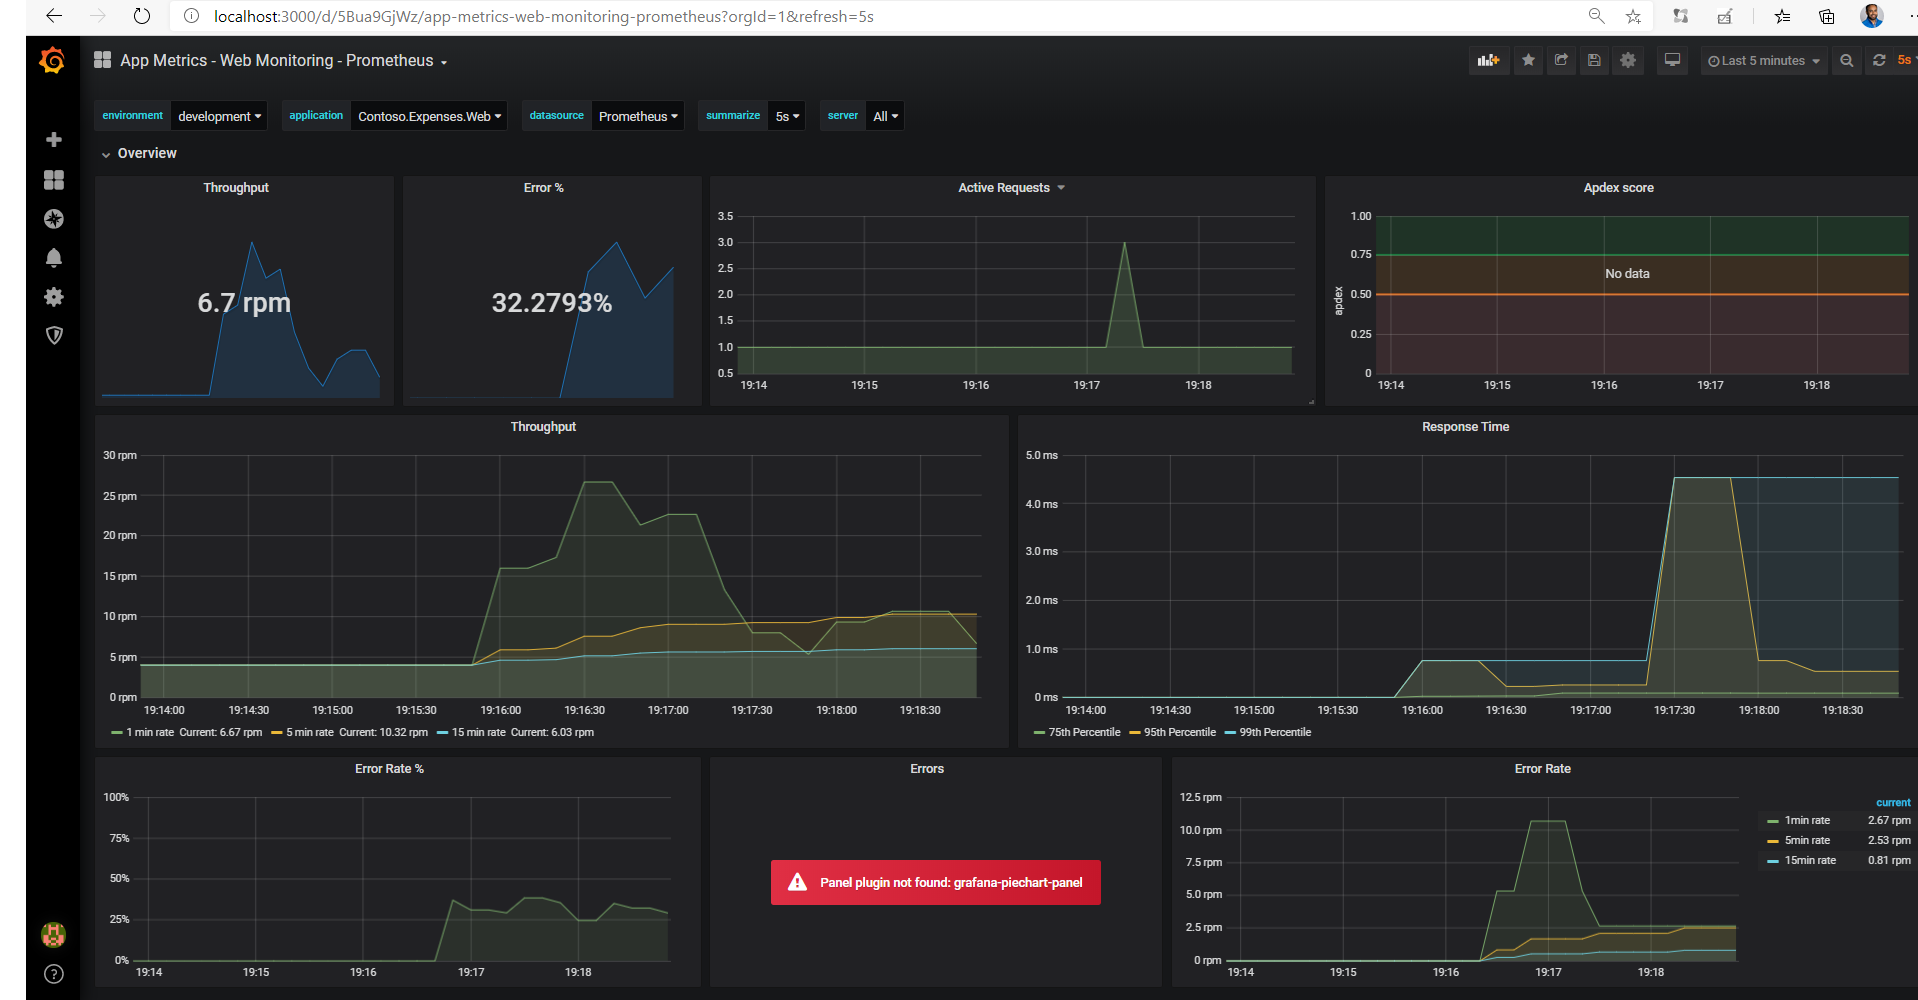 localhost:3000/d/5Bua9GjWz/app-metrics-web-monitoring-prometheus?orgId=1&refresh=5s
App Metrics - Web Monitoring - Prometheus
Last 5 minutes
5s
environment development
application Contoso.Expenses.Web
datasource Prometheus
summarize 5s
server All
Overview
Throughput
6.7 rpm
Error %
32.2793%
Active Requests
3.5
3.0
2.5
2.0
1.5
1.0
0.5
19:14 19:15 19:16 19:17 19:18
Apdex score
apdex
1.00
0.75
0.50
0.25
0
No data
19:14 19:15 19:16 19:17 19:18
Throughput
30 rpm
25 rpm
20 rpm
15 rpm
10 rpm
5 rpm
0 rpm
19:14:00 19:14:30 19:15:00 19:15:30 19:16:00 19:16:30 19:17:00 19:17:30 19:18:00 19:18:30
1 min rate Current: 6.67 rpm 5 min rate Current: 10.32 rpm 15 min rate Current: 6.03 rpm
Response Time
5.0 ms
4.0 ms
3.0 ms
2.0 ms
1.0 ms
0 ms
19:14:00 19:14:30 19:15:00 19:15:30 19:16:00 19:16:30 19:17:00 19:17:30 19:18:00 19:18:30
75th Percentile 95th Percentile 99th Percentile
Error Rate %
100%
75%
50%
25%
0%
19:14 19:15 19:16 19:17 19:18
Errors
Panel plugin not found: grafana-piechart-panel
Error Rate
12.5 rpm
10.0 rpm
7.5 rpm
5.0 rpm
2.5 rpm
0 rpm
19:14 19:15 19:16 19:17 19:18
current
1min rate 2.67 rpm
5min rate 2.53 rpm
15min rate 0.81 rpm